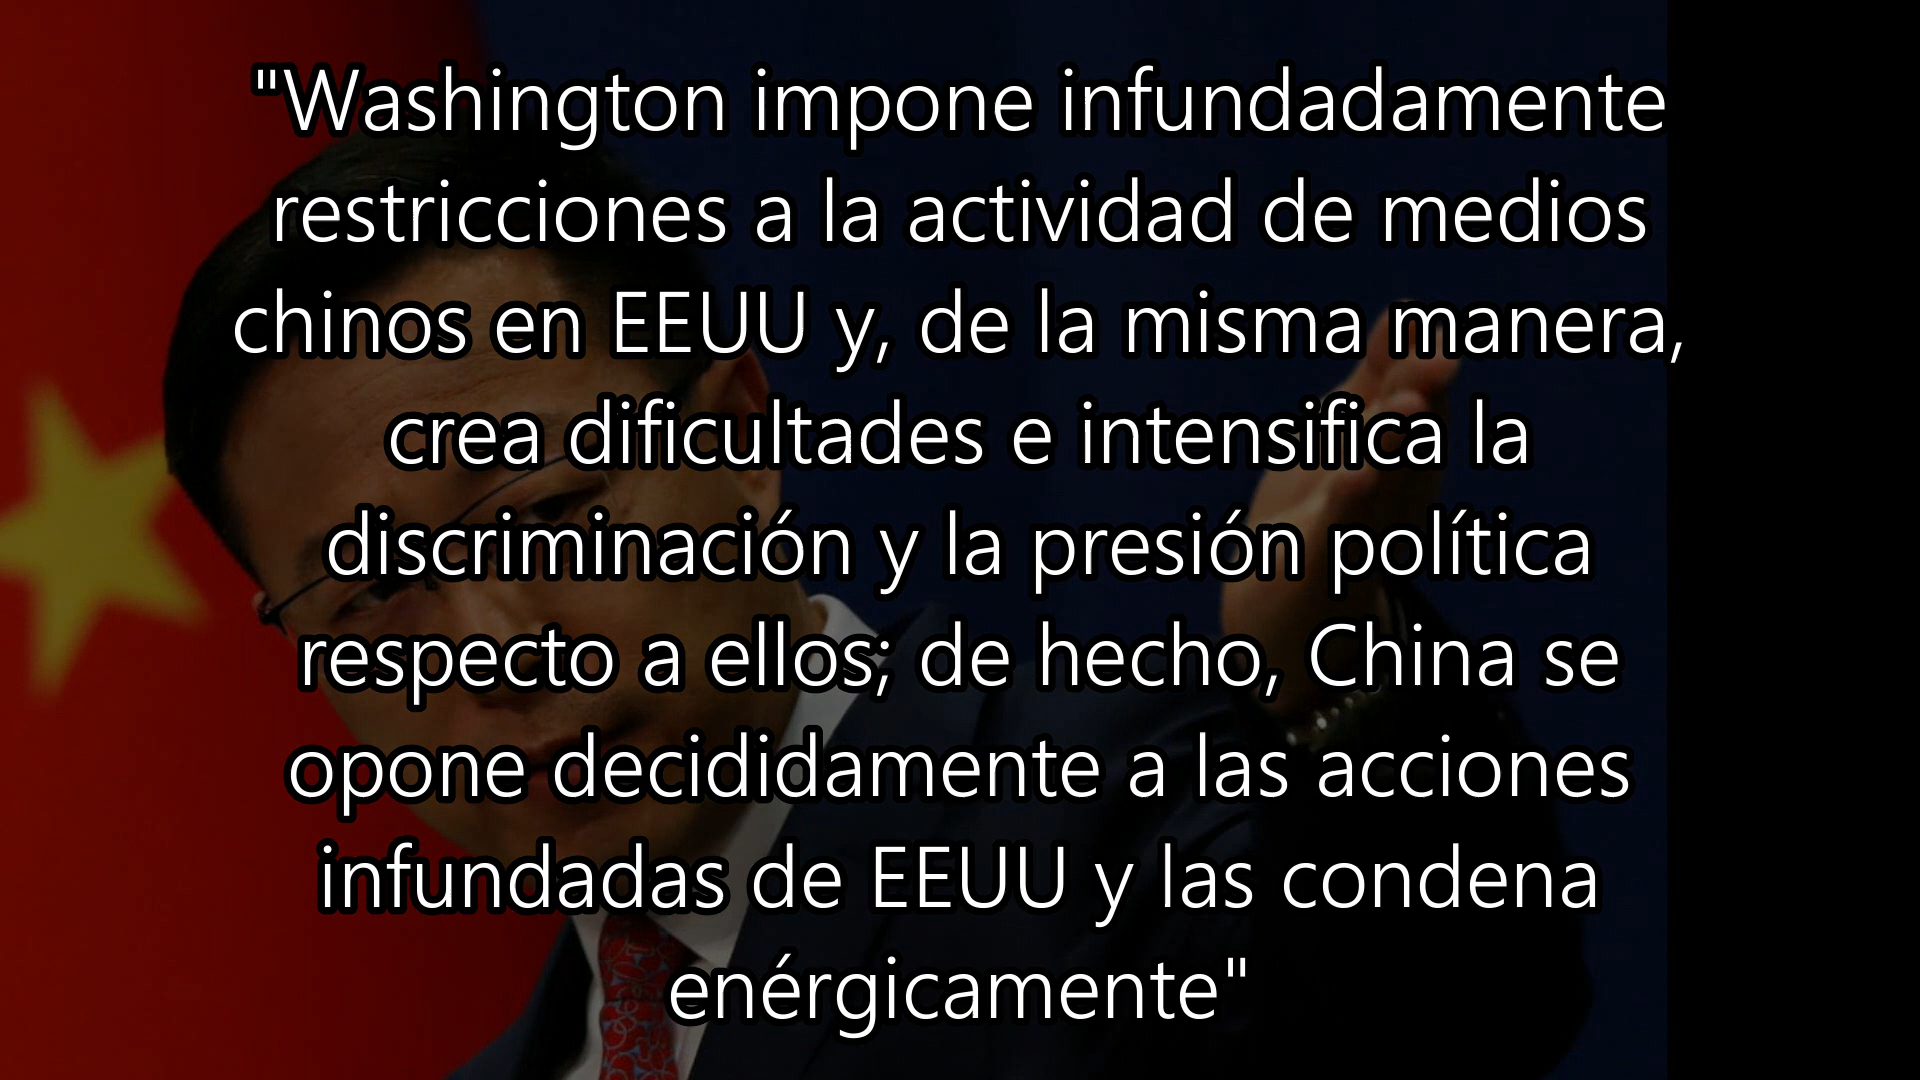 "Washington impone infundadamente
restricciones a la actividad de medios
chinos en EEUU y, de la misma manera,
crea dificultades e intensifica la
discriminación y la presión política
respecto a ellos; de hecho, China se
opone decididamente a las acciones
infundadas de EEUU y las condena
enérgicamente"